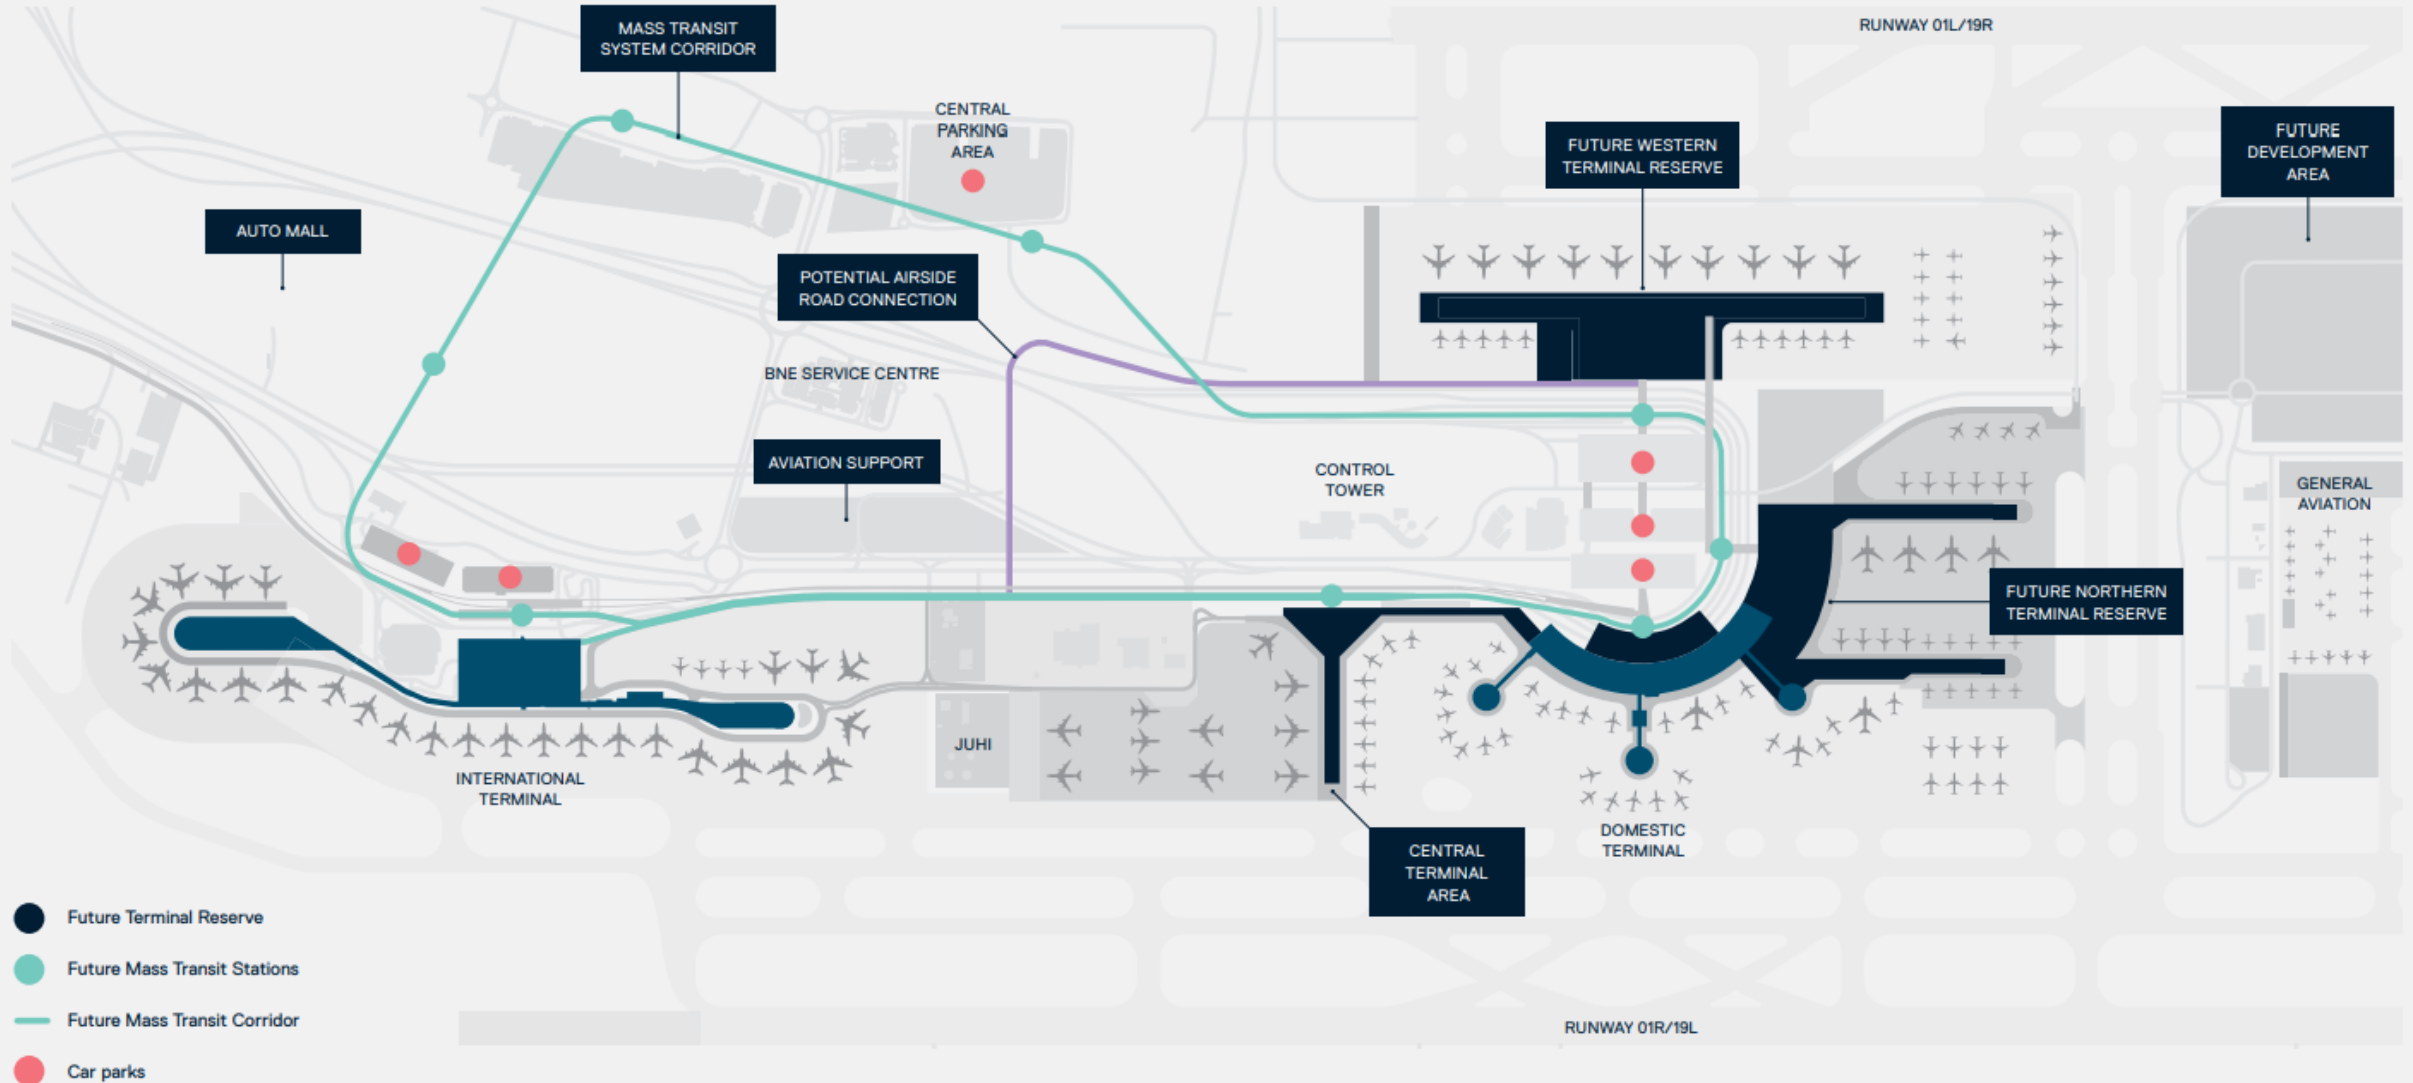 MASS TRANSIT
SYSTEM CORRIDOR
RUNWAY 01L/19R
CENTRAL
PARKING
AREA
FUTURE WESTERN
TERMINAL RESERVE
FUTURE
DEVELOPMENT
AREA
AUTO MALL
POTENTIAL AIRSIDE
ROAD CONNECTION
BNE SERVICE CENTRE
AVIATION SUPPORT
CONTROL
TOWER
GENERAL
AVIATION
FUTURE NORTHERN
TERMINAL RESERVE
JUHI
INTERNATIONAL
TERMINAL
DOMESTIC
TERMINAL
CENTRAL
TERMINAL
AREA
Future Terminal Reserve
Future Mass Transit Stations
Future Mass Transit Corridor
Car parks
RUNWAY 01R/19L